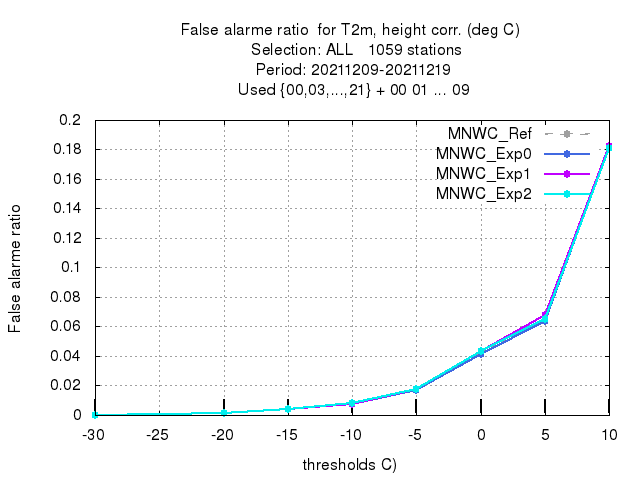 False alarme ratio  for T2m, height corr. (deg C)
Selection: ALL   1059 stations
Period: 20211209-20211219
Used {00,03,...,21} + 00 01 ... 09
False alarme ratio
0.2
0.18
0.16
0.14
0.12
0.1
0.08
0.06
0.04
0.02
0
MNWC_Ref
MNWC_Exp0
MNWC_Exp1
MNWC_Exp2
-30 -25 -20 -15 -10 -5 0 5 10
thresholds C)